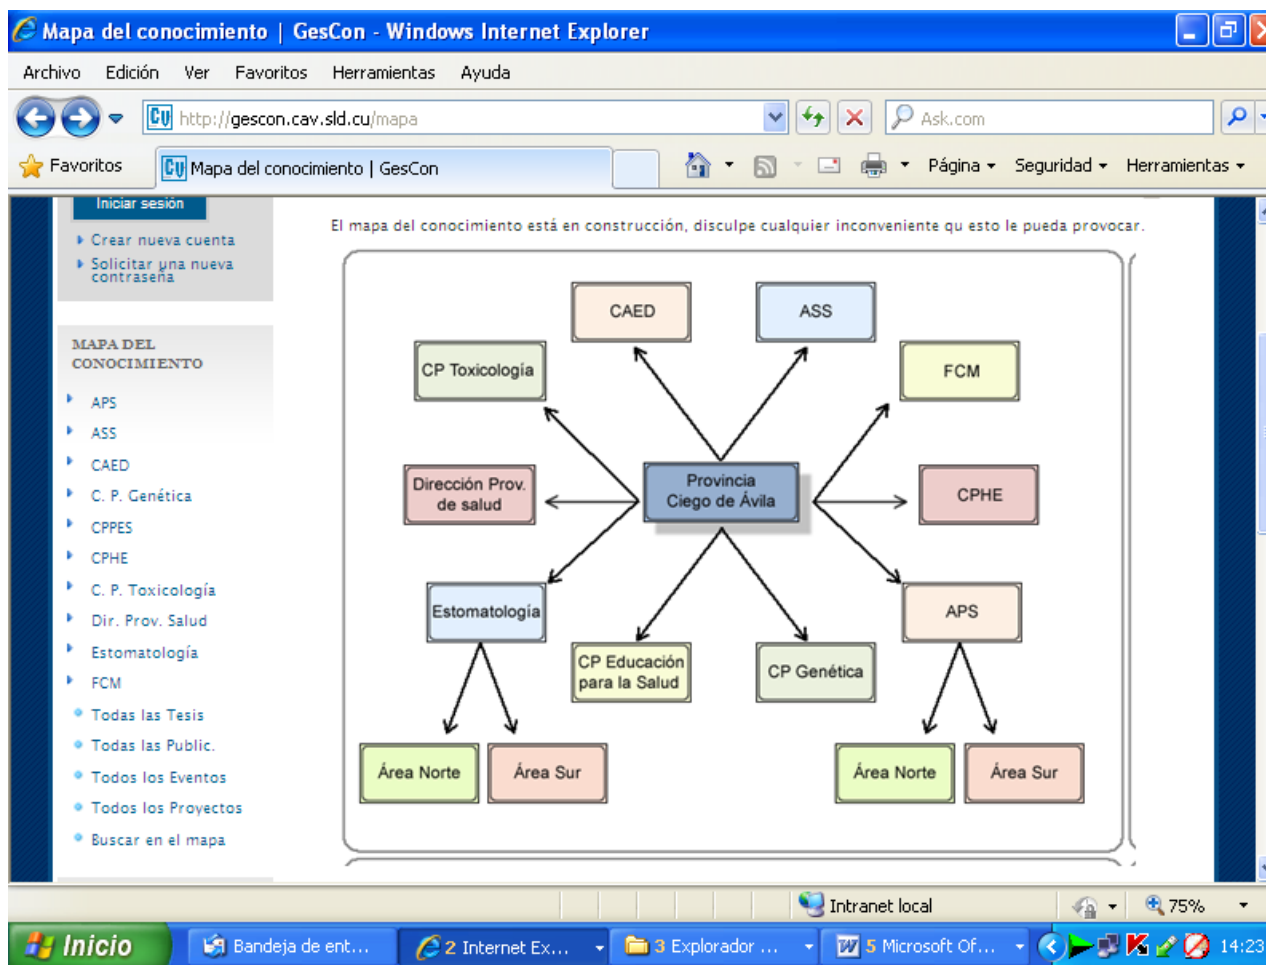 Mapa del conocimiento | GesCon - Windows Internet Explorer
Archivo Edición Ver Favoritos Herramientas Ayuda
http://gescon.cav.sld.cu/mapa
Ask.com
Favoritos
Mapa del conocimiento | GesCon
Página
Seguridad
Herramientas
Iniciar sesión
Crear nueva cuenta
Solicitar una nueva
contraseña
MAPA DEL
CONOCIMIENTO
APS
ASS
CAED
C. P. Genética
CPPES
CPHE
C. P. Toxicología
Dir. Prov. Salud
Estomatología
FCM
Todas las Tesis
Todas las Public.
Todos los Eventos
Todos los Proyectos
Buscar en el mapa
El mapa del conocimiento está en construcción, disculpe cualquier inconveniente qu esto le pueda provocar.
CAED
ASS
CP Toxicología
FCM
Dirección Prov.
de salud
Provincia
Ciego de Ávila
CPHE
Estomatología
APS
CP Educación
para la Salud
CP Genética
Área Norte
Área Sur
Área Norte
Área Sur
Intranet local
75%
Inicio
Bandeja de ent...
2 Internet Ex...
3 Explorador ...
5 Microsoft Of...
14:23